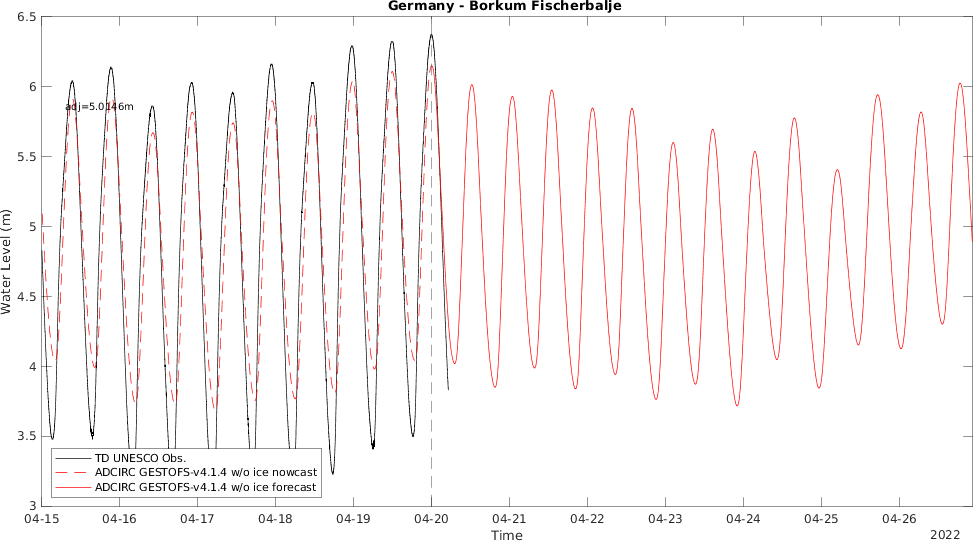 Germany - Borkum Fischerbalje
6.5
6
5.5
5
4.5
4
3.5
3
Water Level (m)
adj=5.0146m
TD UNESCO Obs.
ADCIRC GESTOFS-v4.1.4 w/o ice nowcast
ADCIRC GESTOFS-v4.1.4 w/o ice forecast
04-15 04-16 04-17 04-18 04-19 04-20 04-21 04-22 04-23 04-24 04-25 04-26
Time
2022